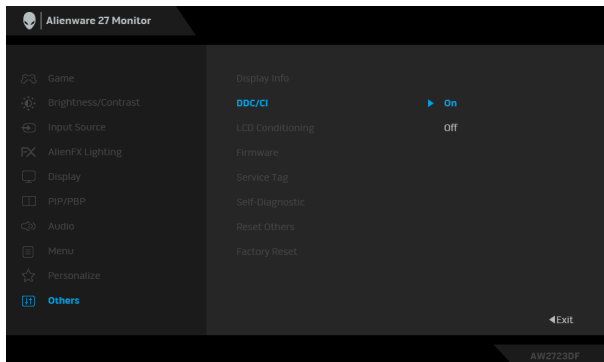 Alienware 27 Monitor
Game
Brightness/Contrast
Input Source
AlienFX Lighting
Display
PIP/PBP
Audio
Menu
Personalize
Others
Display Info
DDC/CI
On
LCD Conditioning
Off
Firmware
Service Tag
Self-Diagnostic
Reset Others
Factory Reset
Exit
AW2723DF